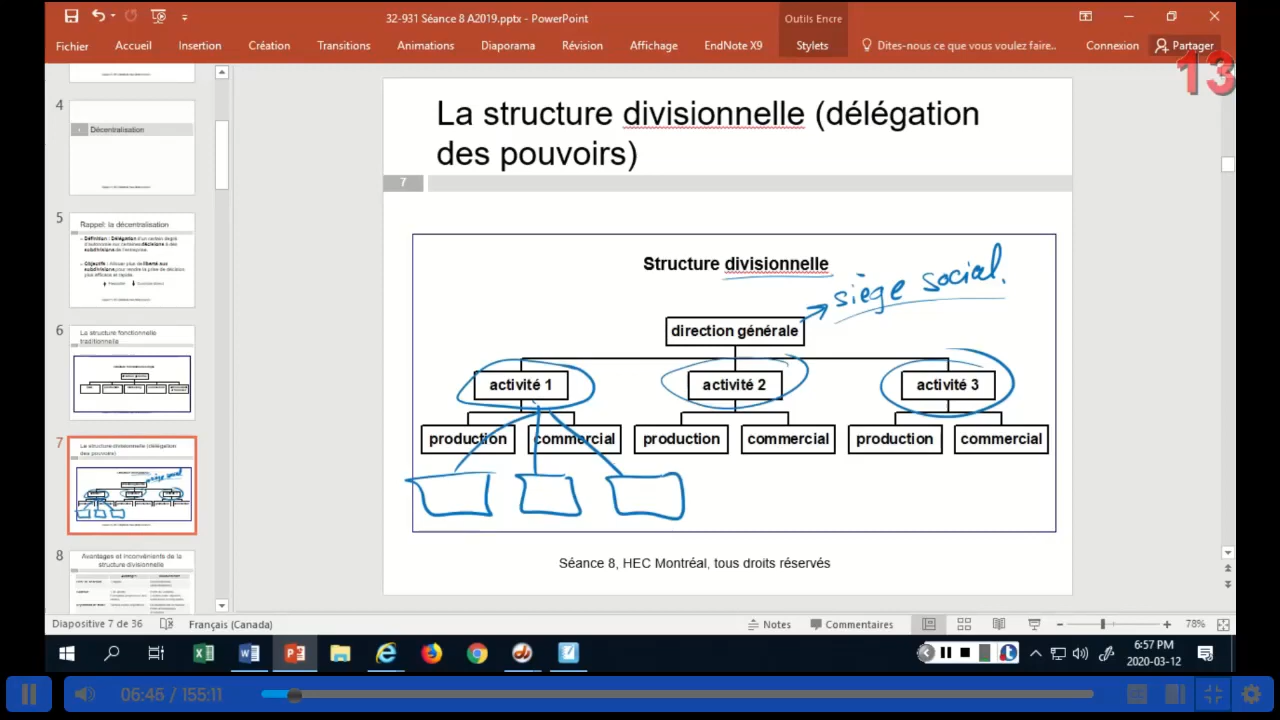 32-931 Séance 8 A2019.pptx - PowerPoint
Outils Encre
Fichier Accueil Insertion Création Transitions Animations Diaporama Révision Affichage EndNote X9 Stylets Dites-nous ce que vous voulez faire.. Connexion Partager
13
4
Décentralisation
5
Rappel: la décentralisation
6
La structure fonctionnelle
traditionnelle
7
La structure divisionnelle (délégation
des pouvoirs)
8
Avantages et inconvénients de la
structure divisionnelle
La structure divisionnelle (délégation
des pouvoirs)
7
Structure divisionnelle
siège social.
direction générale
activité 1 activité 2 activité 3
production commercial production commercial production commercial
Séance 8, HEC Montréal, tous droits réservés
Diapositive 7 de 36 Français (Canada) Notes Commentaires 78%
6:57 PM
2020-03-12
06:45 / 155:11